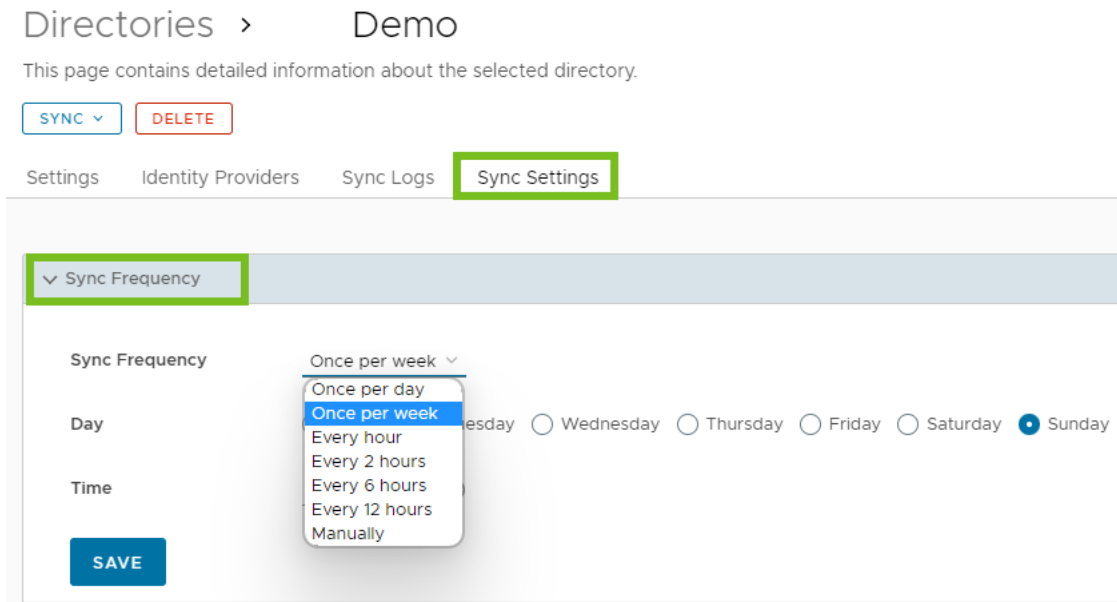 Directories > Demo
This page contains detailed information about the selected directory.
SYNC DELETE
Settings Identity Providers Sync Logs Sync Settings
Sync Frequency
Sync Frequency Once per week
Once per day
Once per week
Day Wednesday Thursday Friday Saturday Sunday
Every hour
Every 2 hours
Time Every 6 hours
Every 12 hours
Manually
SAVE